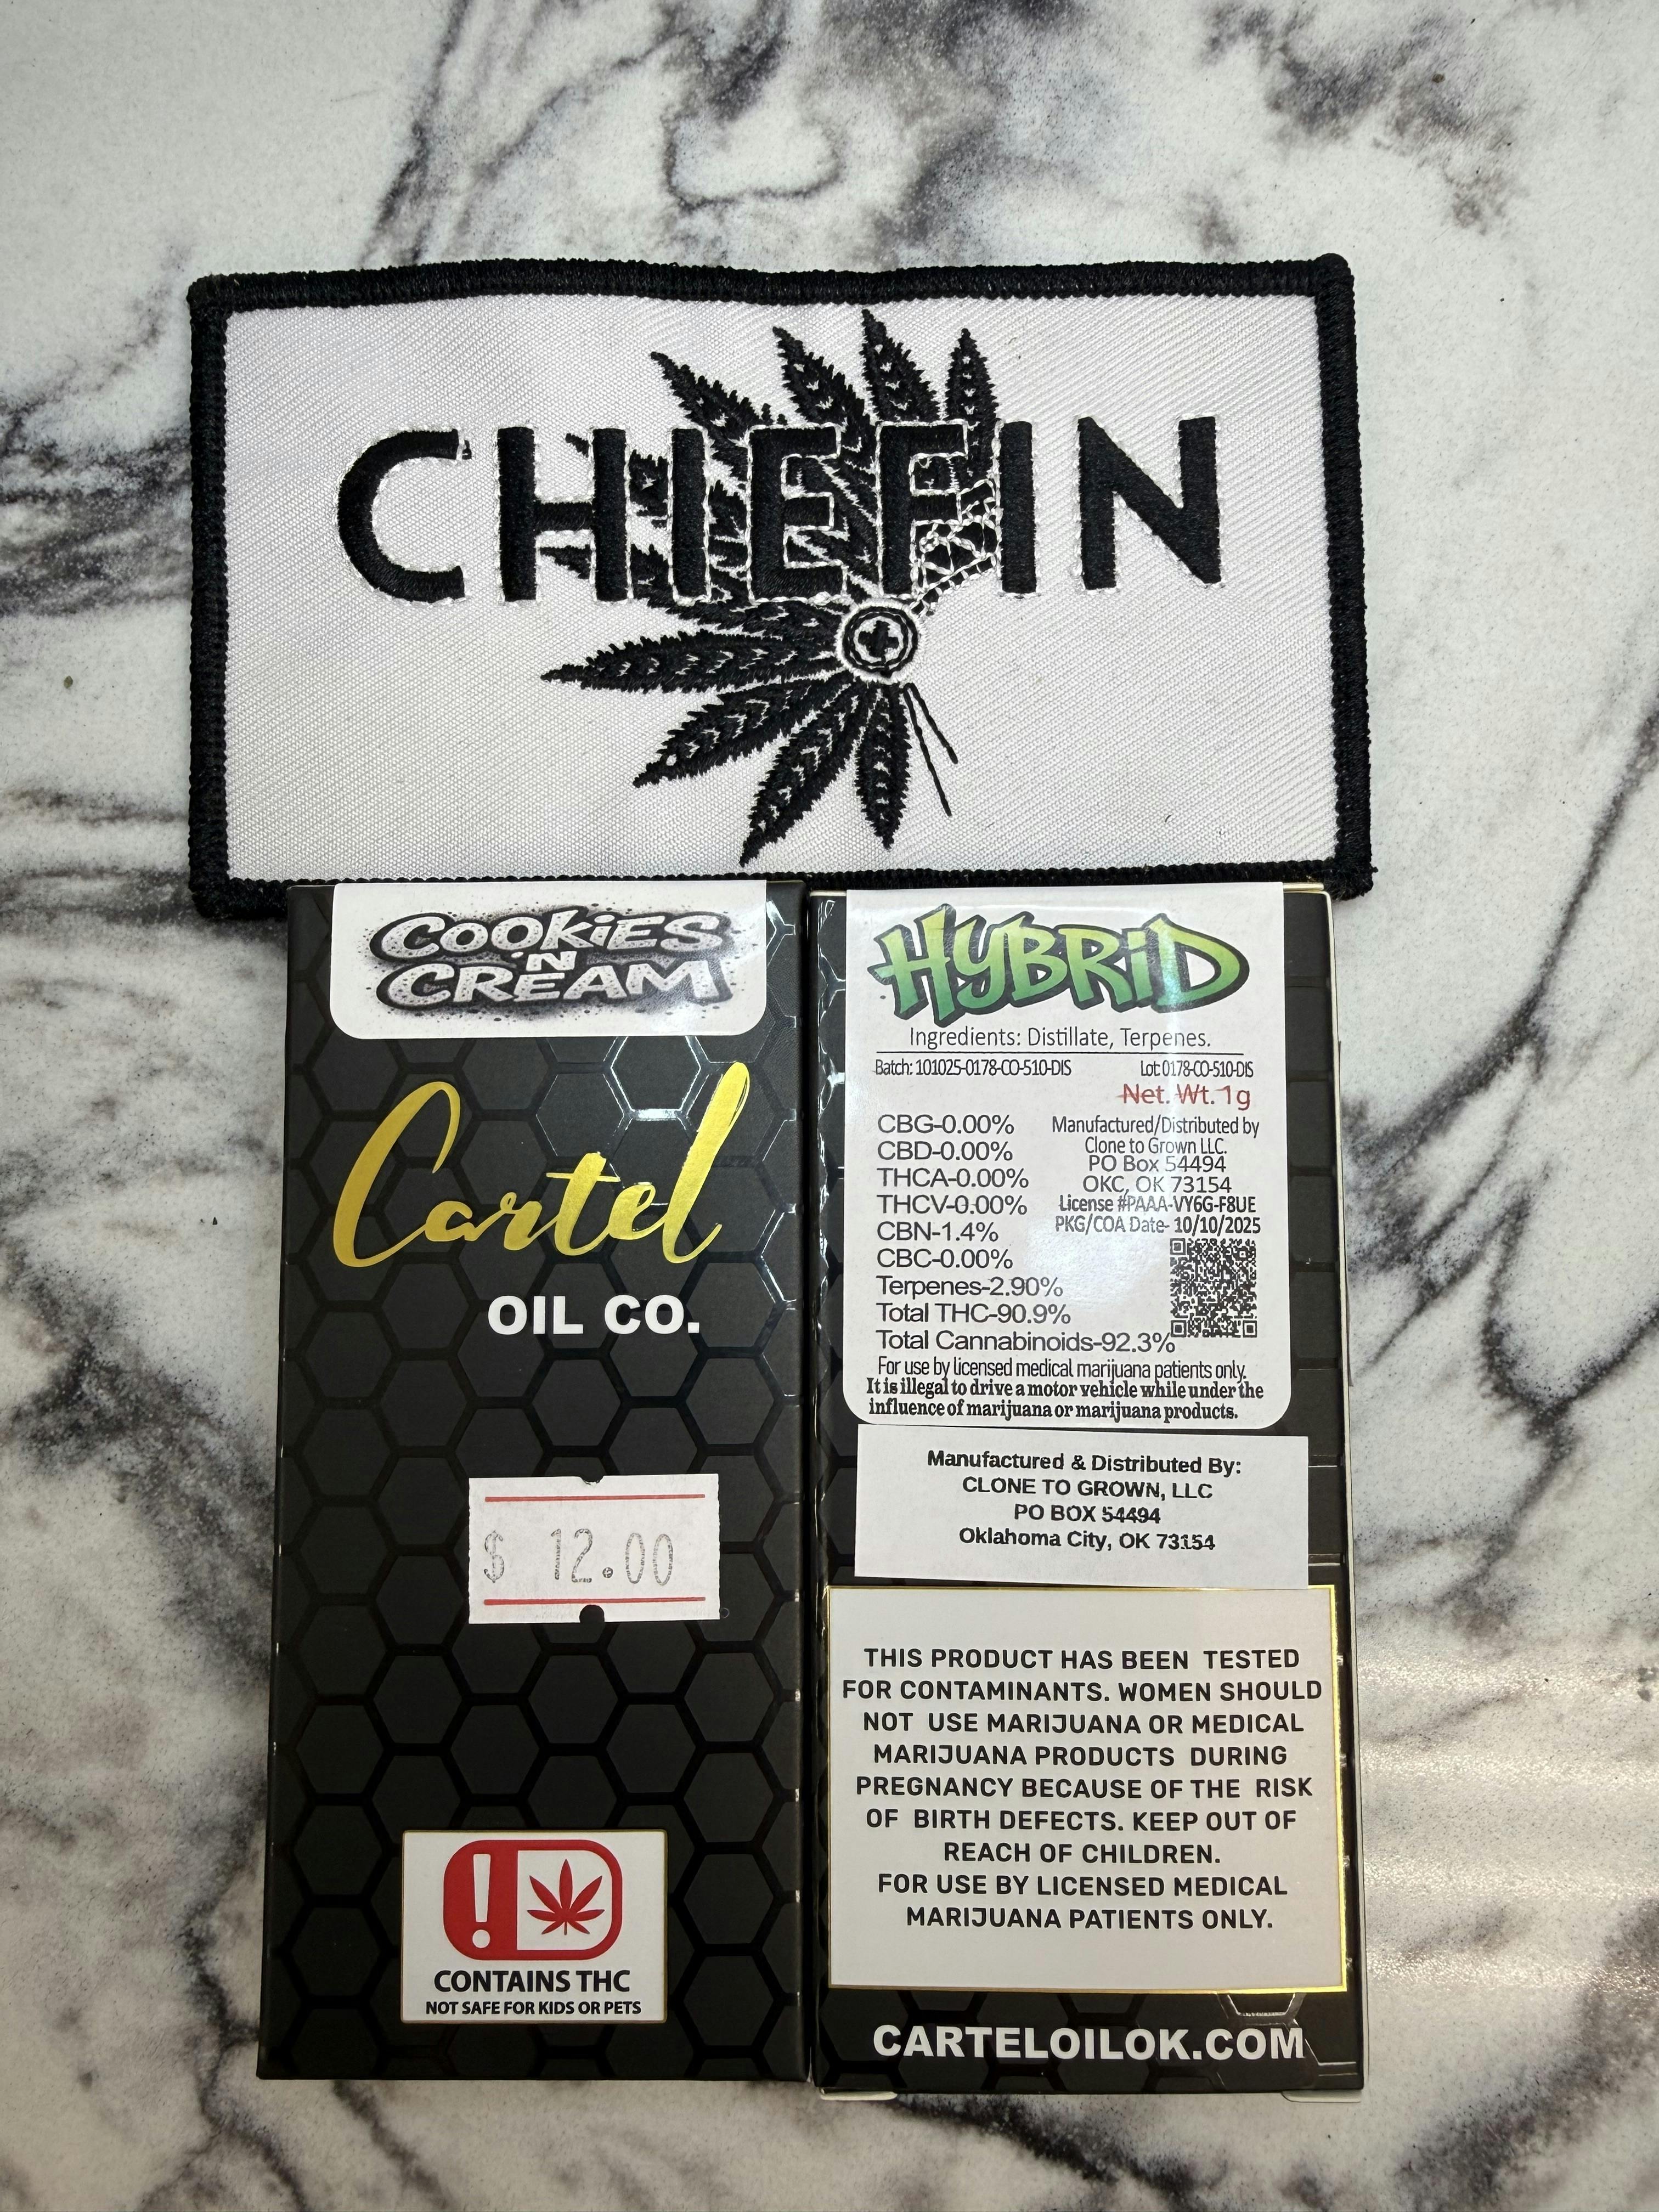 CHIEFIN
COOKiES
'N
CREAM
Cartel
OIL CO.
$ 12.00
CONTAINS THC
NOT SAFE FOR KIDS OR PETS
HYBRiD
Ingredients: Distillate, Terpenes.
Batch: 101025-0178-CO-510-DIS Lot: 0178-CO-510-DIS
Net. Wt. 1g
CBG-0.00%
CBD-0.00%
THCA-0.00%
THCV-0.00%
CBN-1.4%
CBC-0.00%
Terpenes-2.90%
Total THC-90.9%
Total Cannabinoids-92.3%
Manufactured/Distributed by
Clone to Grown LLC.
PO Box 54494
OKC, OK 73154
License #PAAA-VY6G-F8UE
PKG/COA Date- 10/10/2025
For use by licensed medical marijuana patients only.
It is illegal to drive a motor vehicle while under the
influence of marijuana or marijuana products.
Manufactured & Distributed By:
CLONE TO GROWN, LLC
PO BOX 54494
Oklahoma City, OK 73154
THIS PRODUCT HAS BEEN TESTED
FOR CONTAMINANTS. WOMEN SHOULD
NOT USE MARIJUANA OR MEDICAL
MARIJUANA PRODUCTS DURING
PREGNANCY BECAUSE OF THE RISK
OF BIRTH DEFECTS. KEEP OUT OF
REACH OF CHILDREN.
FOR USE BY LICENSED MEDICAL
MARIJUANA PATIENTS ONLY.
CARTELOILOK.COM